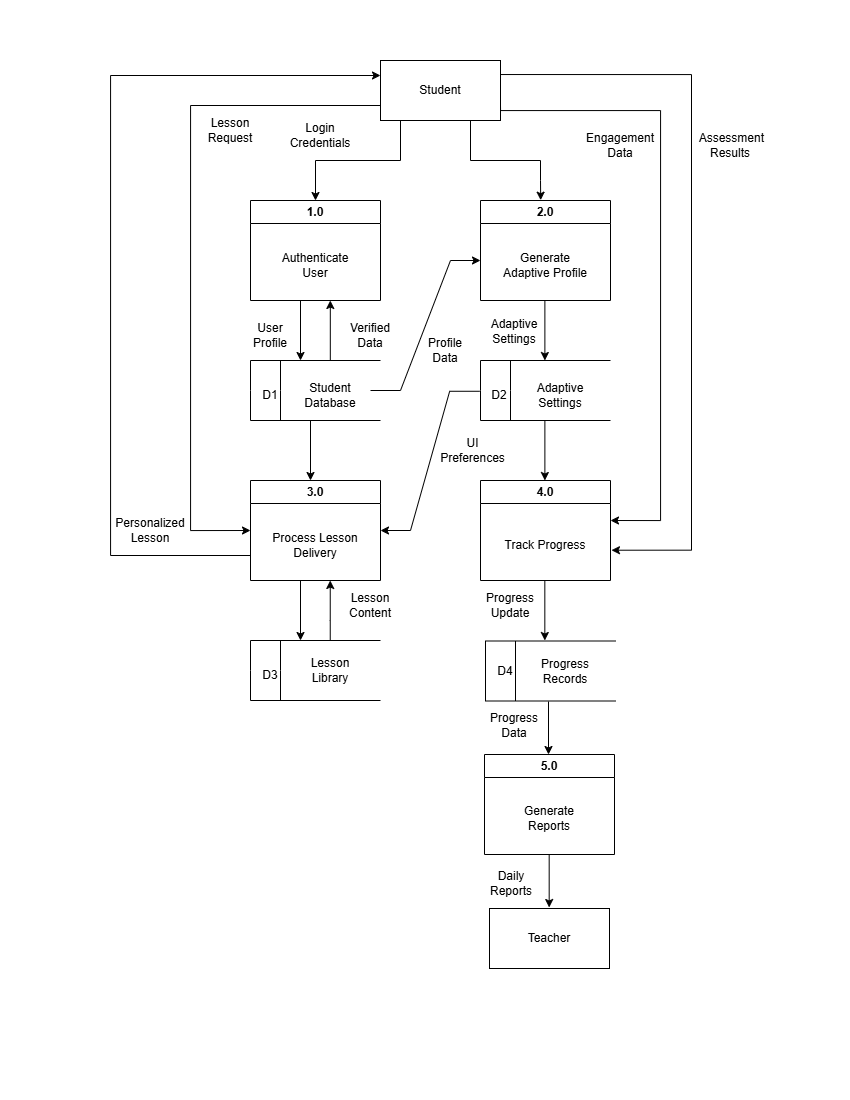 Student
Lesson
Request
Login
Credentials
Engagement
Data
Assessment
Results
1.0
Authenticate
User
2.0
Generate
Adaptive Profile
User
Profile
Verified
Data
Profile
Data
Adaptive
Settings
D1
Student
Database
D2
Adaptive
Settings
UI
Preferences
3.0
Process Lesson
Delivery
4.0
Track Progress
Personalized
Lesson
Lesson
Content
Progress
Update
D3
Lesson
Library
D4
Progress
Records
Progress
Data
5.0
Generate
Reports
Daily
Reports
Teacher